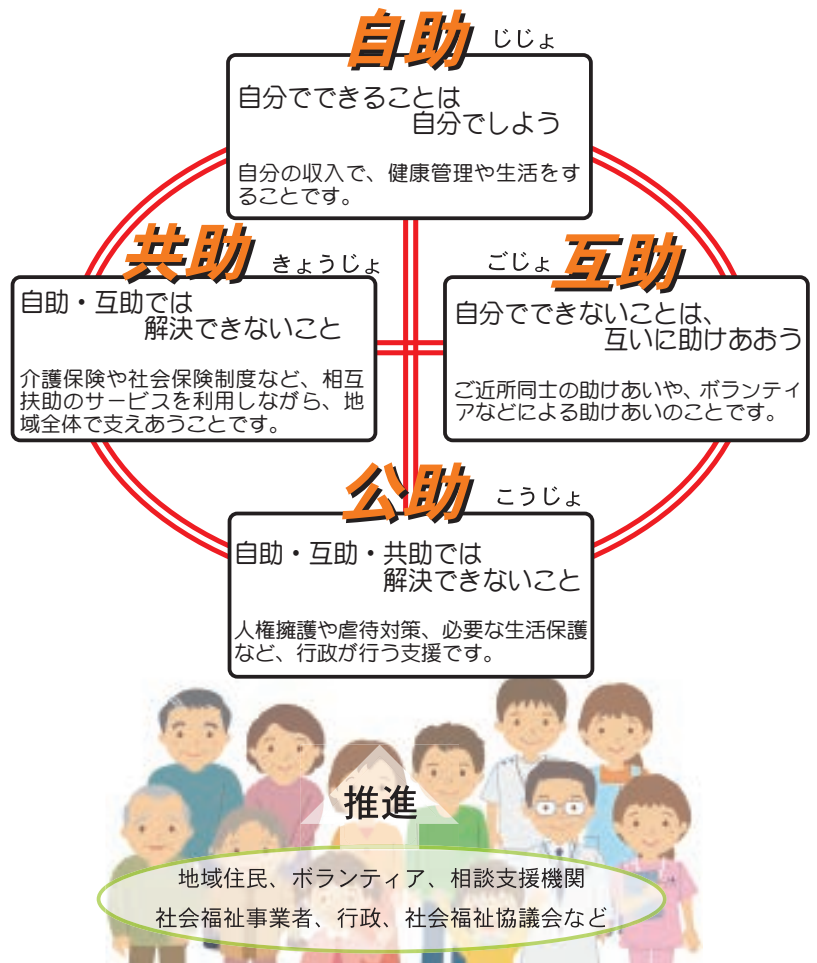 自助 じじょ
自分でできることは
自分でしよう
自分の収入で、健康管理や生活をす
ることです。
共助 きょうじょ
自助・互助では
解決できないこと
介護保険や社会保険制度など、相互
扶助のサービスを利用しながら、地
域全体で支えあうことです。
ごじょ 互助
自分でできないことは、
互いに助けあおう
ご近所同士の助けあいや、ボランティ
アなどによる助けあいのことです。
公助 こうじょ
自助・互助・共助では
解決できないこと
人権擁護や虐待対策、必要な生活保護
など、行政が行う支援です。
推進
地域住民、ボランティア、相談支援機関
社会福祉事業者、行政、社会福祉協議会など